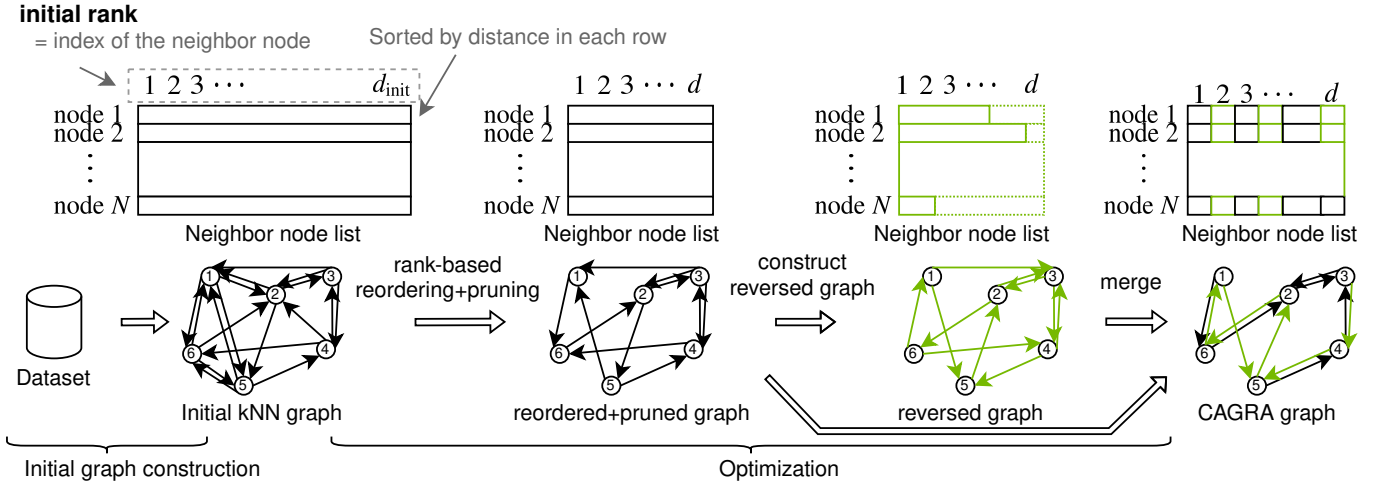 initial rank
= index of the neighbor node
Sorted by distance in each row
1 2 3 ··· d_init
node 1
node 2
⋮
node N
Neighbor node list
1 2 3 ··· d
node 1
node 2
⋮
node N
Neighbor node list
1 2 3 ··· d
node 1
node 2
⋮
node N
Neighbor node list
1 2 3 ··· d
node 1
node 2
⋮
node N
Neighbor node list
Dataset
1
2
3
4
5
6
Initial kNN graph
rank-based
reordering+pruning
1
2
3
4
5
6
reordered+pruned graph
construct
reversed graph
1
2
3
4
5
6
reversed graph
merge
1
2
3
4
5
6
CAGRA graph
Initial graph construction
Optimization